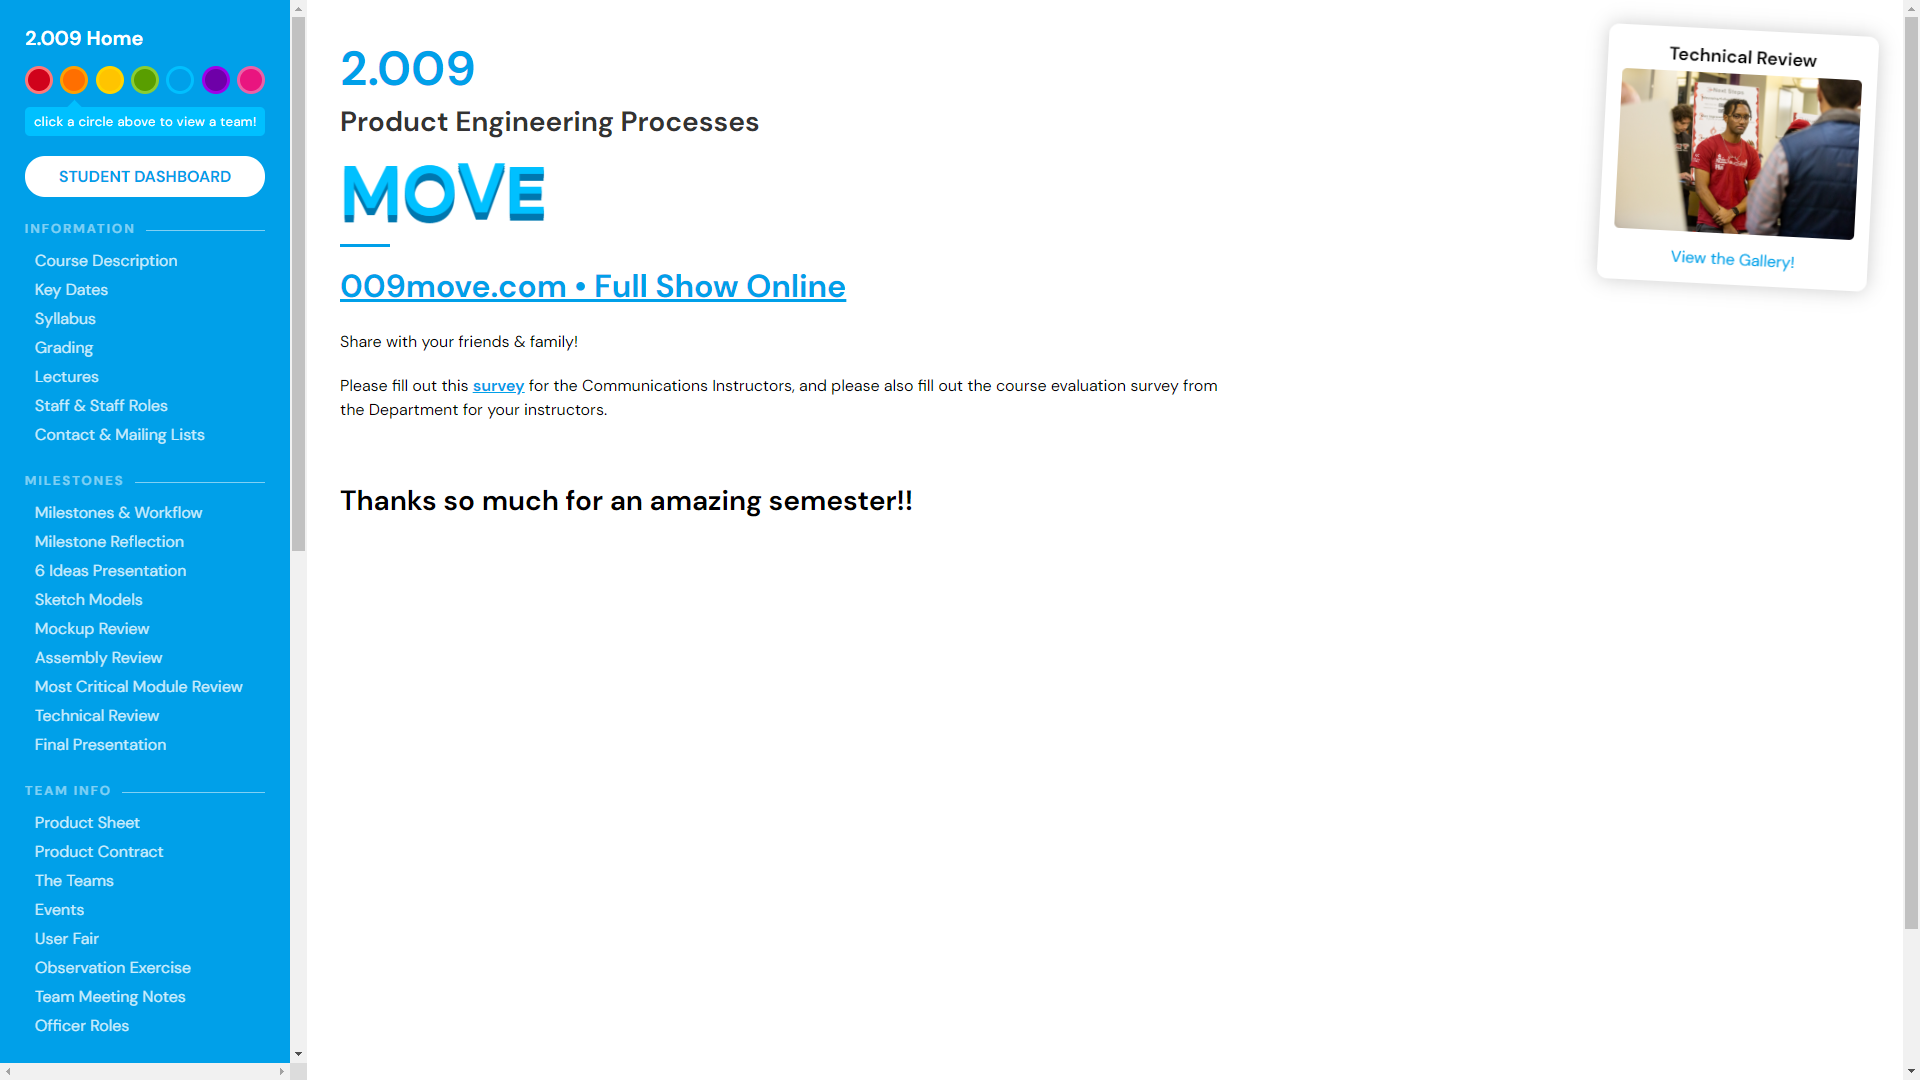 2.009 Home
click a circle above to view a team!
STUDENT DASHBOARD
INFORMATION
Course Description
Key Dates
Syllabus
Grading
Lectures
Staff & Staff Roles
Contact & Mailing Lists
MILESTONES
Milestones & Workflow
Milestone Reflection
6 Ideas Presentation
Sketch Models
Mockup Review
Assembly Review
Most Critical Module Review
Technical Review
Final Presentation
TEAM INFO
Product Sheet
Product Contract
The Teams
Events
User Fair
Observation Exercise
Team Meeting Notes
Officer Roles
2.009
Product Engineering Processes
MOVE
009move.com • Full Show Online
Share with your friends & family!
Please fill out this survey for the Communications Instructors, and please also fill out the course evaluation survey from
the Department for your instructors.
Thanks so much for an amazing semester!!
Technical Review
View the Gallery!